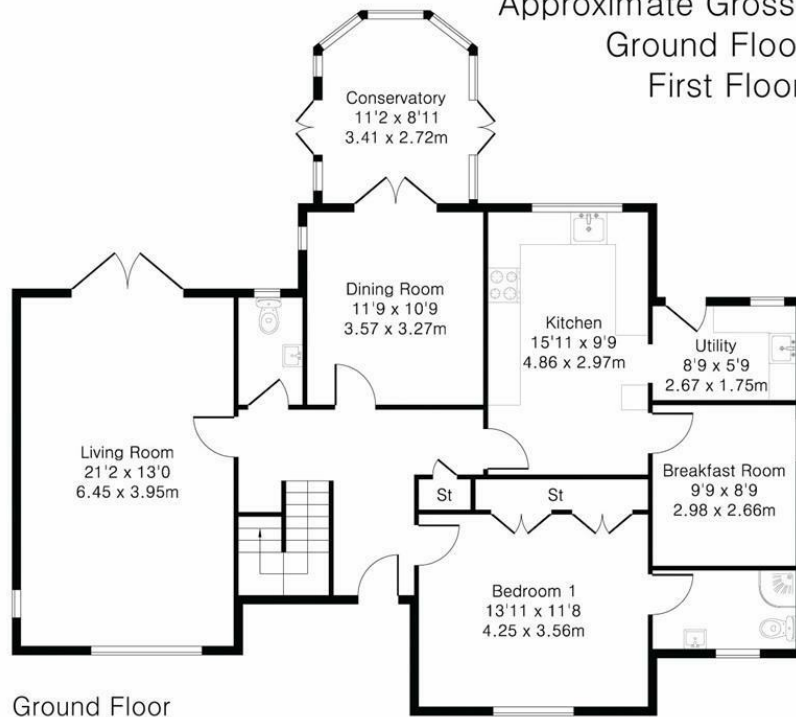 Approximate Gross
Ground Floo
First Floor
Conservatory
11'2 x 8'11
3.41 x 2.72m
Dining Room
11'9 x 10'9
3.57 x 3.27m
Kitchen
15'11 x 9'9
4.86 x 2.97m
Utility
8'9 x 5'9
2.67 x 1.75m
Living Room
21'2 x 13'0
6.45 x 3.95m
Breakfast Room
9'9 x 8'9
2.98 x 2.66m
St
St
Bedroom 1
13'11 x 11'8
4.25 x 3.56m
Ground Floor